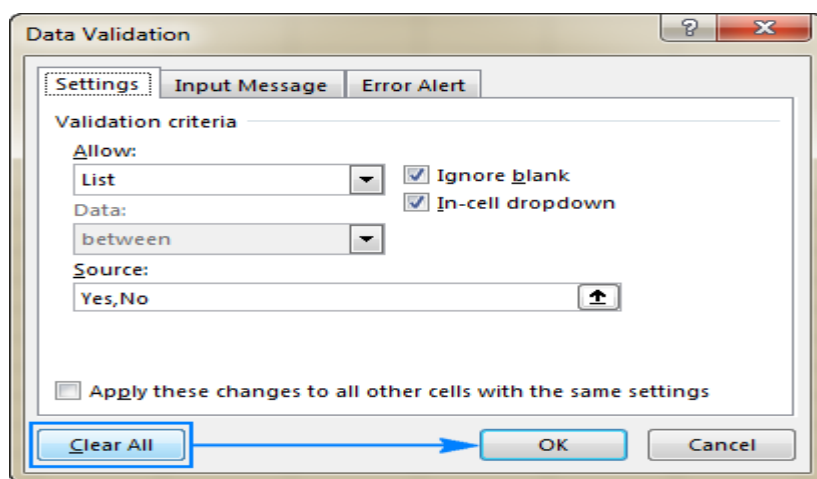 Data Validation
Settings Input Message Error Alert
Validation criteria
Allow:
List Ignore blank
Data: In-cell dropdown
between
Source:
Yes,No
Apply these changes to all other cells with the same settings
Clear All OK Cancel